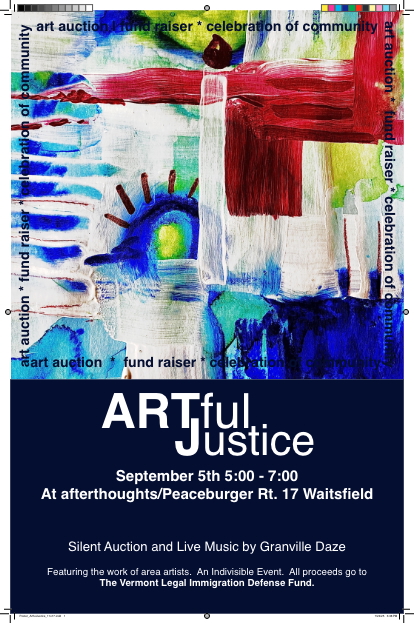 art auction * fund raiser * celebration of community
art auction * fund raiser * celebration of community
art auction * fund raiser * celebration of community
art auction * fund raiser * celebration of community
ARTful
Justice
September 5th 5:00 - 7:00
At afterthoughts/Peaceburger Rt. 17 Waitsfield
Silent Auction and Live Music by Granville Daze
Featuring the work of area artists. An Indivisible Event. All proceeds go to
The Vermont Legal Immigration Defense Fund.